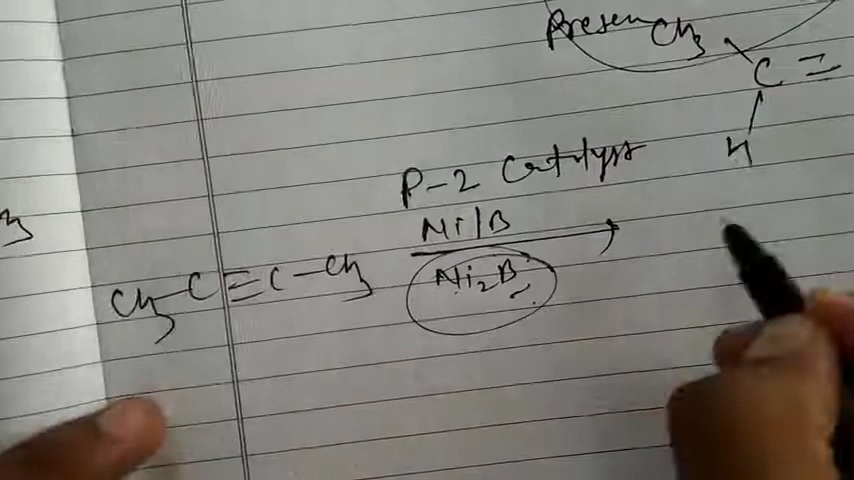 Presen CH3
C =
H
P-2 Catalyst
Ni/B
CH3-C≡C-CH3
Ni2B